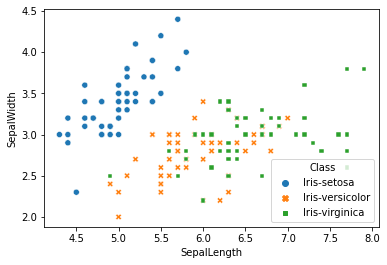 4.5
4.0
3.5
3.0
2.5
2.0
SepalWidth
Class
Iris-setosa
Iris-versicolor
Iris-virginica
4.5 5.0 5.5 6.0 6.5 7.0 7.5 8.0
SepalLength